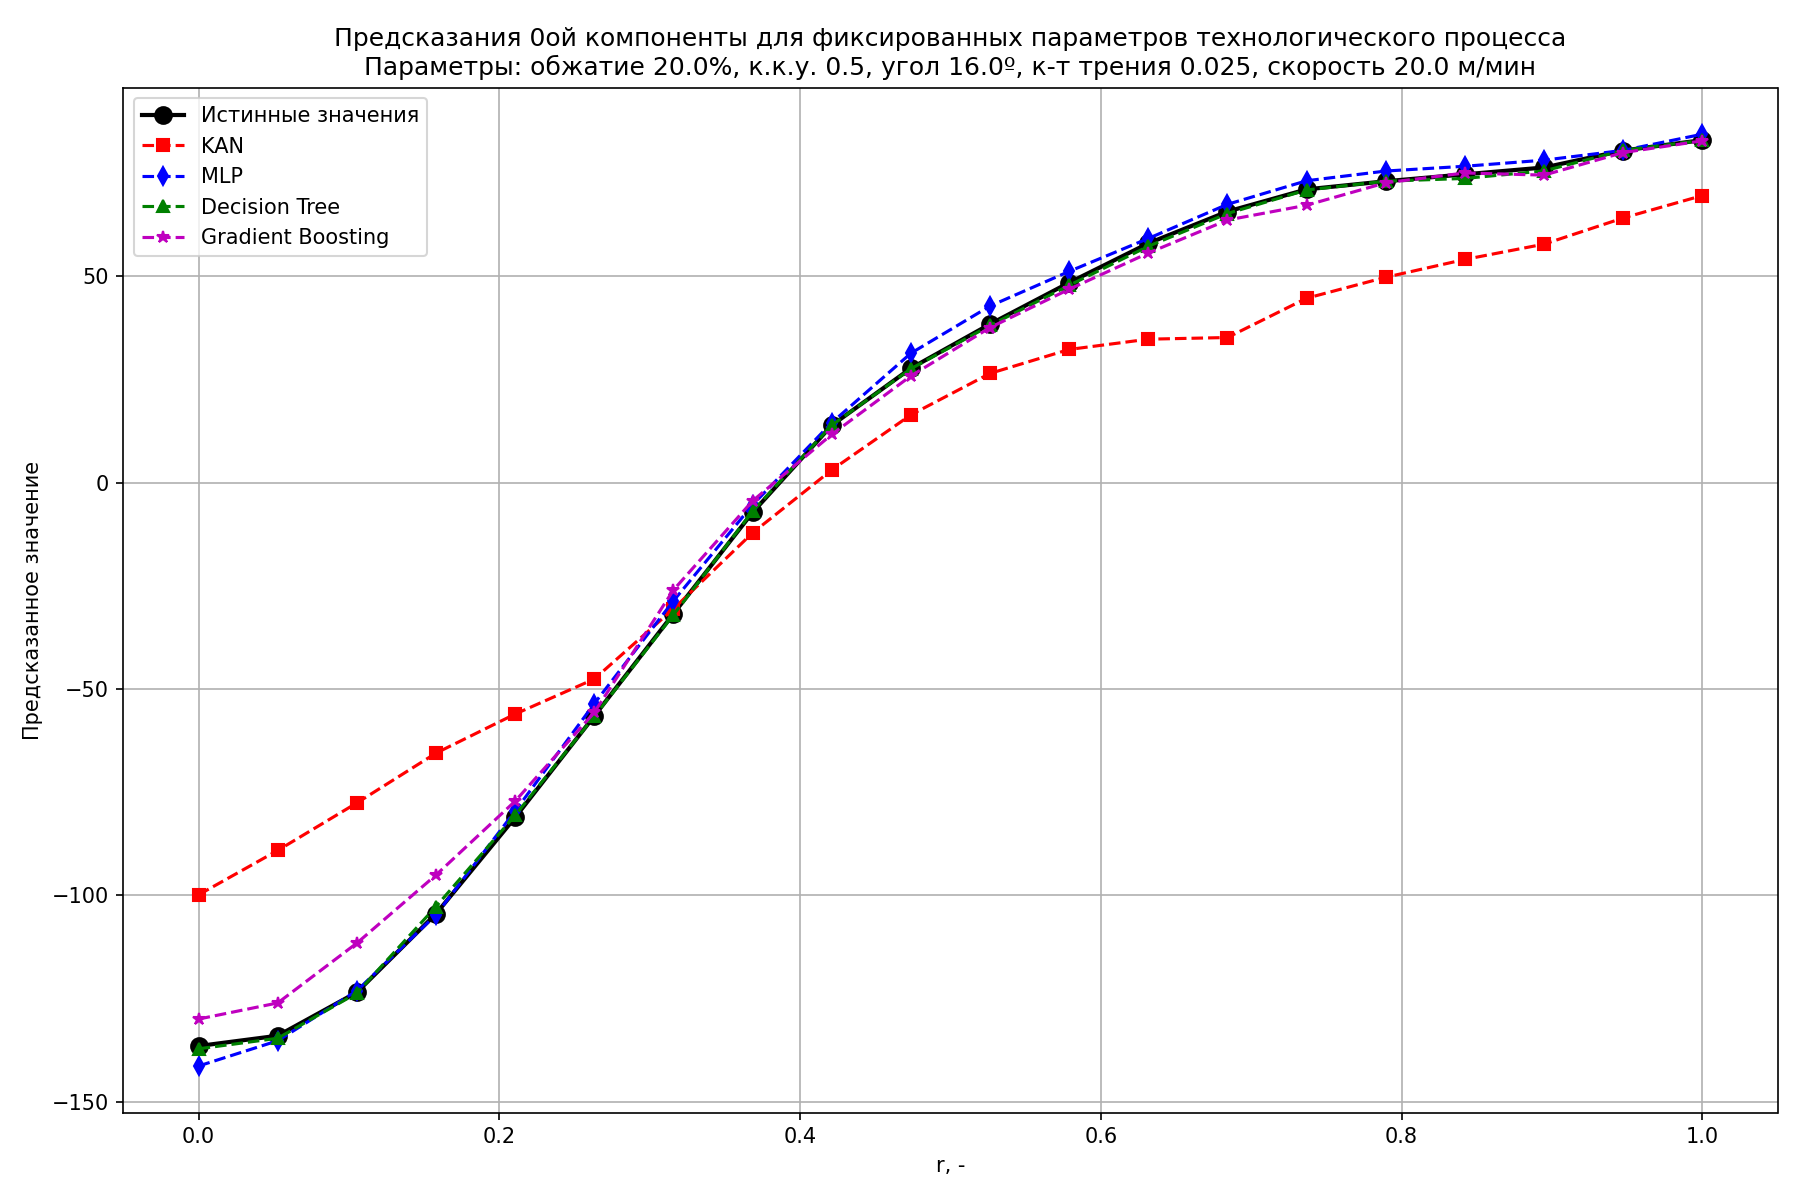 Предсказания 0ой компоненты для фиксированных параметров технологического процесса
Параметры: обжатие 20.0%, к.к.у. 0.5, угол 16.0º, к-т трения 0.025, скорость 20.0 м/мин
Истинные значения
KAN
MLP
Decision Tree
Gradient Boosting
Предсказанное значение
50
0
−50
−100
−150
0.0
0.2
0.4
0.6
0.8
1.0
r, -